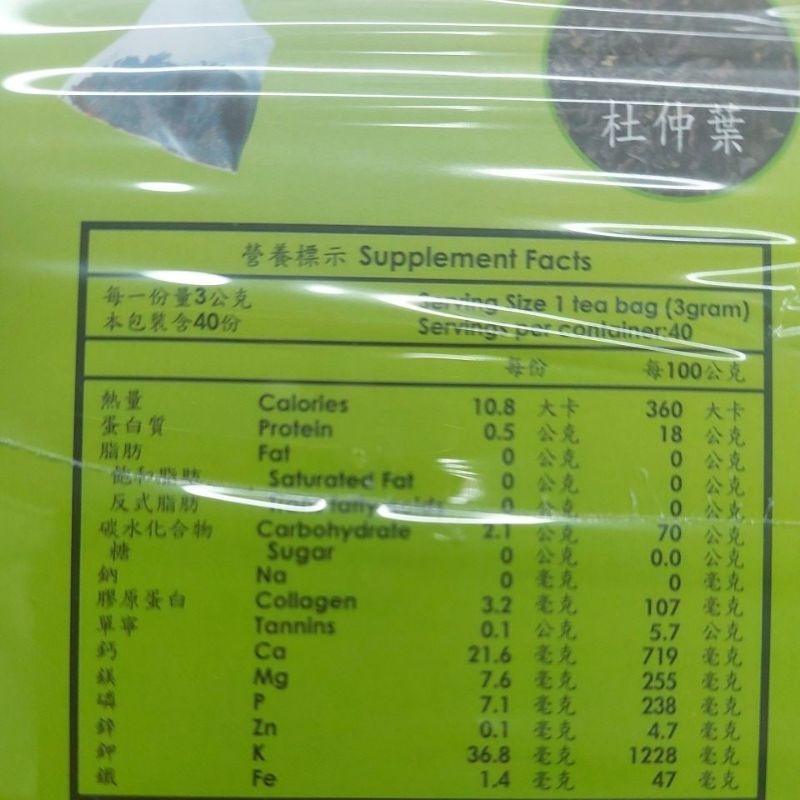 杜仲葉
營養標示 Supplement Facts
每一份量3公克 Serving Size 1 tea bag (3gram)
本包裝含40份 Servings per container:40
每份 每100公克
熱量 Calories 10.8 大卡 360 大卡
蛋白質 Protein 0.5 公克 18 公克
脂肪 Fat 0 公克 0 公克
飽和脂肪 Saturated Fat 0 公克 0 公克
反式脂肪 fatty 0 公克 0 公克
碳水化合物 Carbohydrate 2.1 公克 70 公克
糖 Sugar 0 公克 0.0 公克
鈉 Na 0 毫克 0 毫克
膠原蛋白 Collagen 3.2 毫克 107 毫克
單寧 Tannins 0.1 公克 5.7 公克
鈣 Ca 21.6 毫克 719 毫克
鎂 Mg 7.6 毫克 255 毫克
磷 P 7.1 毫克 238 毫克
鋅 Zn 0.1 毫克 4.7 毫克
鉀 K 36.8 毫克 1228 毫克
鐵 Fe 1.4 毫克 47 毫克